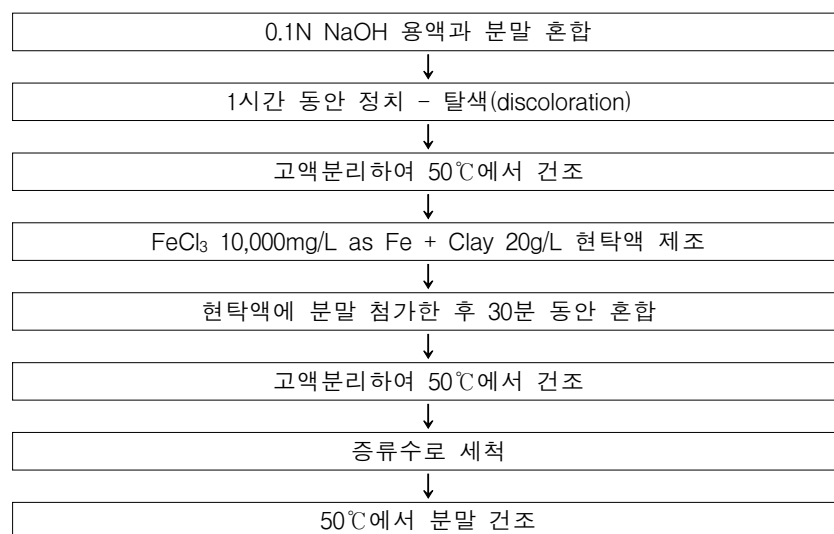 0.1N NaOH 용액과 분말 혼합
1시간 동안 정치 - 탈색(discoloration)
고액분리하여 50℃에서 건조
FeCl₃ 10,000mg/L as Fe + Clay 20g/L 현탁액 제조
현탁액에 분말 첨가한 후 30분 동안 혼합
고액분리하여 50℃에서 건조
증류수로 세척
50℃에서 분말 건조